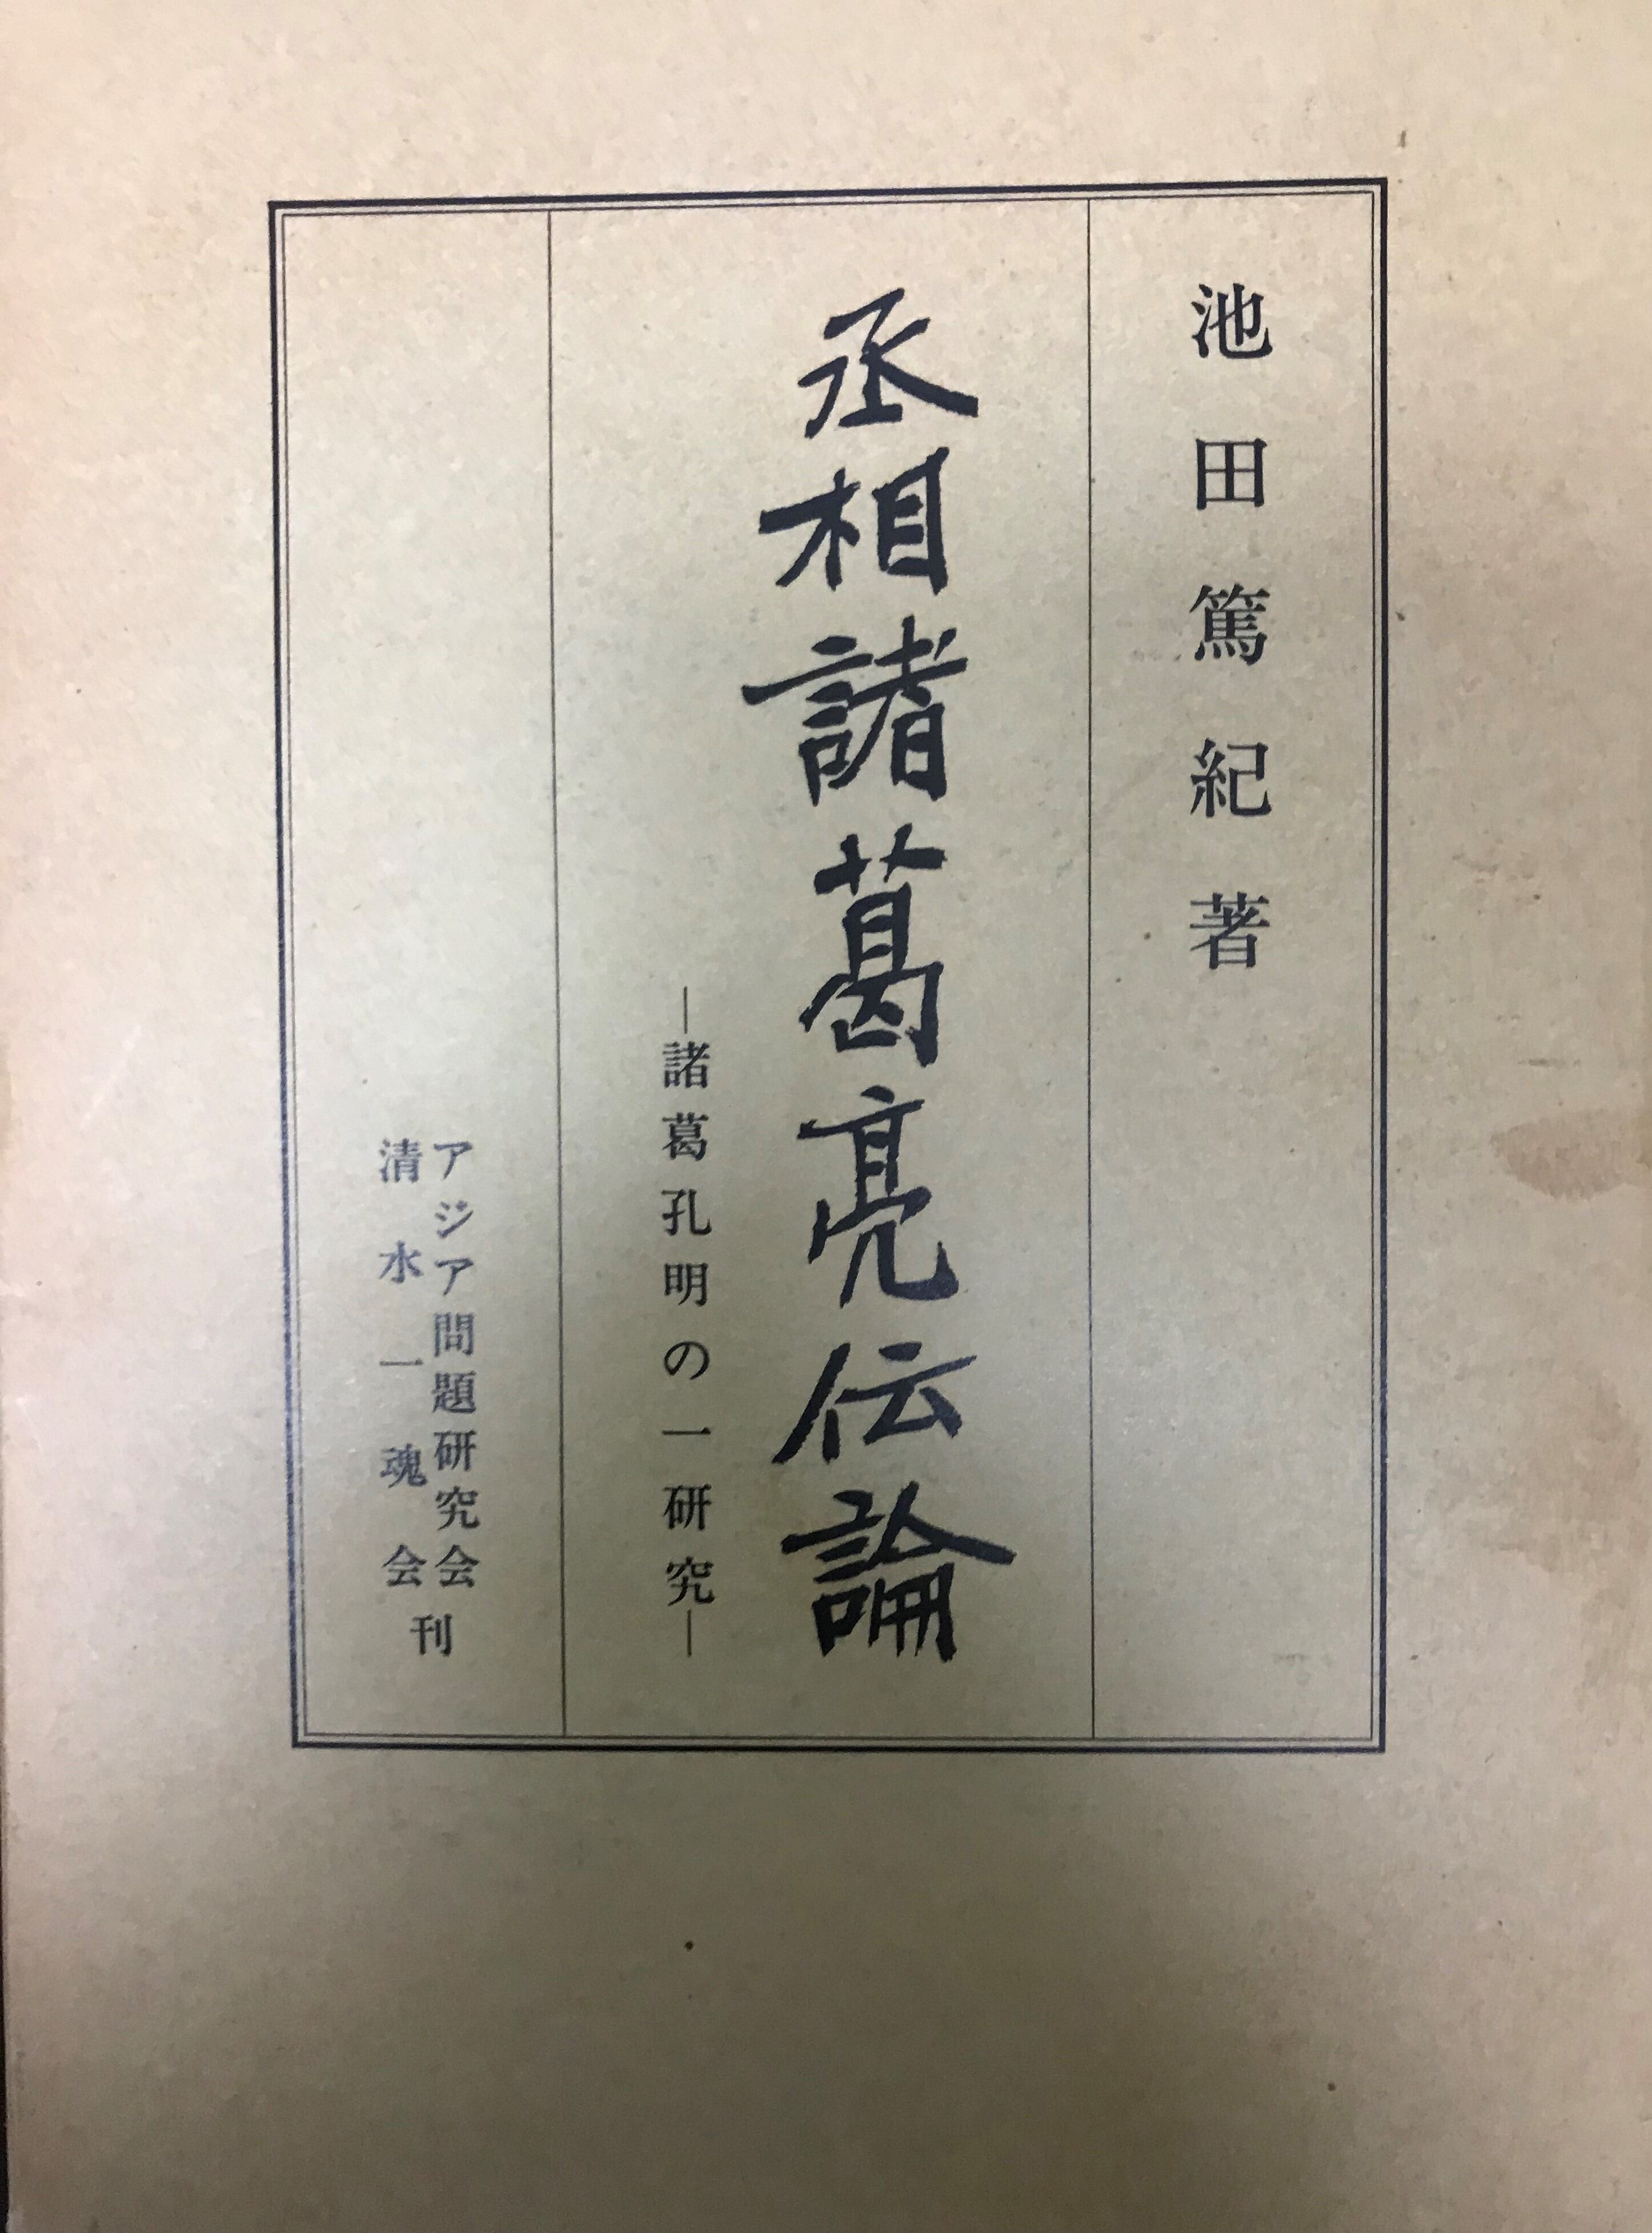 池田篤紀著
丞相諸葛亮伝論
―諸葛孔明の一研究―
アジア問題研究会
清水一魂会
刊